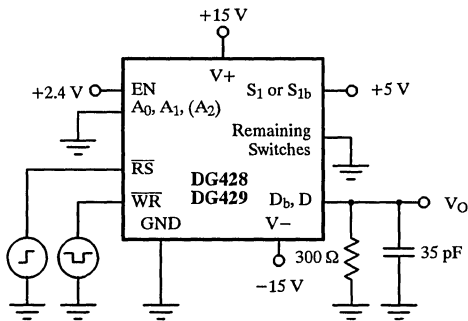 +15 V
V+
+2.4 V
EN
S1 or S1b
+5 V
A0, A1, (A2)
Remaining
Switches
RS
DG428
WR
DG429
Db, D
VO
GND
V−
300 Ω
35 pF
−15 V